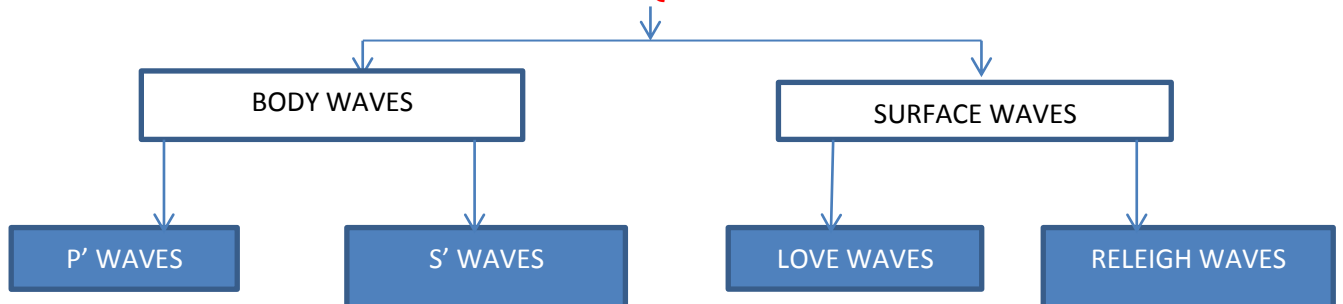 BODY WAVES
SURFACE WAVES
P’ WAVES
S’ WAVES
LOVE WAVES
RELEIGH WAVES